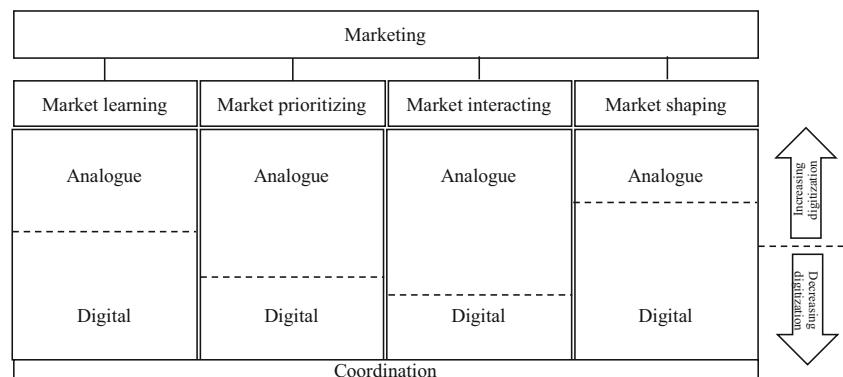 Marketing
Market learning
Market prioritizing
Market interacting
Market shaping
Analogue
Analogue
Analogue
Analogue
Increasing
digitization
Digital
Digital
Digital
Digital
Decreasing
digitization
Coordination